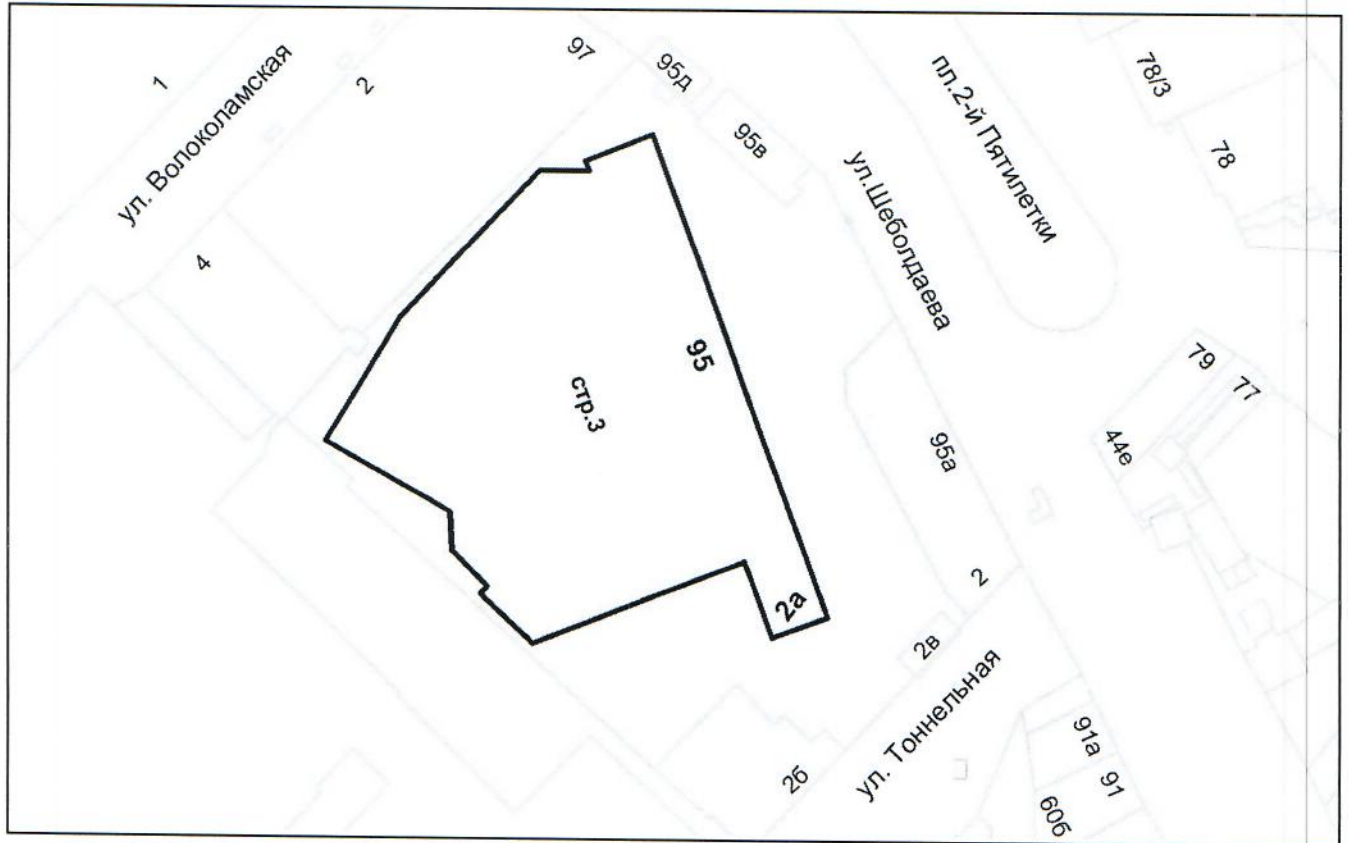 1
ул. Волоколамская
2
4
97
95д
95в
ул.Шеболдаева
пл.2-й Пятилетки
78/3
78
95
стр.3
79
77
44е
95а
2
2а
2в
ул. Тоннельная
2б
91а
91
60б